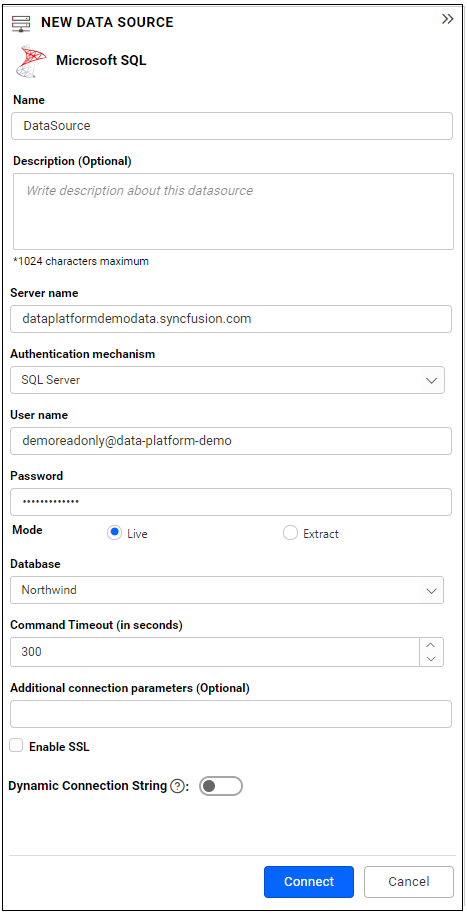 NEW DATA SOURCE
Microsoft SQL
Name
DataSource
Description (Optional)
Write description about this datasource
*1024 characters maximum
Server name
dataplatformdemodata.syncfusion.com
Authentication mechanism
SQL Server
User name
demoreadonly@data-platform-demo
Password
•••••••••••••
Mode
Live
Extract
Database
Northwind
Command Timeout (in seconds)
300
Additional connection parameters (Optional)
Enable SSL
Dynamic Connection String ?:
Connect
Cancel